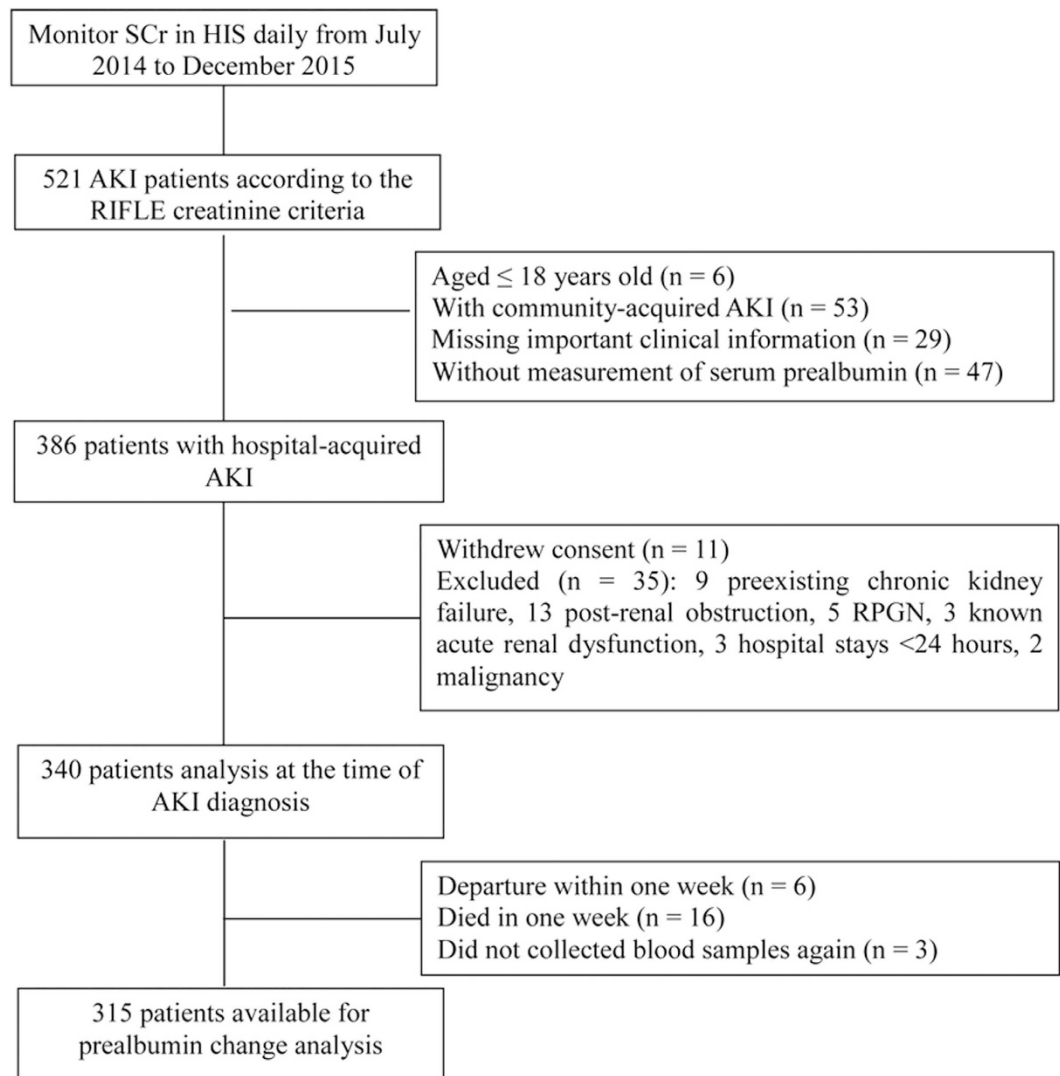 Monitor SCr in HIS daily from July
2014 to December 2015
521 AKI patients according to the
RIFLE creatinine criteria
Aged ≤ 18 years old (n = 6)
With community-acquired AKI (n = 53)
Missing important clinical information (n = 29)
Without measurement of serum prealbumin (n = 47)
386 patients with hospital-acquired
AKI
Withdrew consent (n = 11)
Excluded (n = 35): 9 preexisting chronic kidney
failure, 13 post-renal obstruction, 5 RPGN, 3 known
acute renal dysfunction, 3 hospital stays <24 hours, 2
malignancy
340 patients analysis at the time of
AKI diagnosis
Departure within one week (n = 6)
Died in one week (n = 16)
Did not collected blood samples again (n = 3)
315 patients available for
prealbumin change analysis